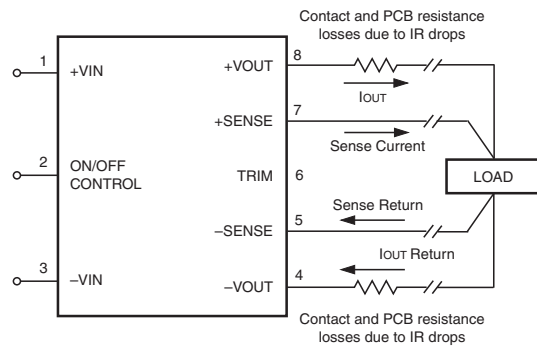 Contact and PCB resistance
losses due to IR drops
1
+VIN
+VOUT
8
IOUT
7
+SENSE
Sense Current
2
ON/OFF
CONTROL
TRIM
6
LOAD
Sense Return
–SENSE
5
IOUT Return
3
–VIN
–VOUT
4
Contact and PCB resistance
losses due to IR drops